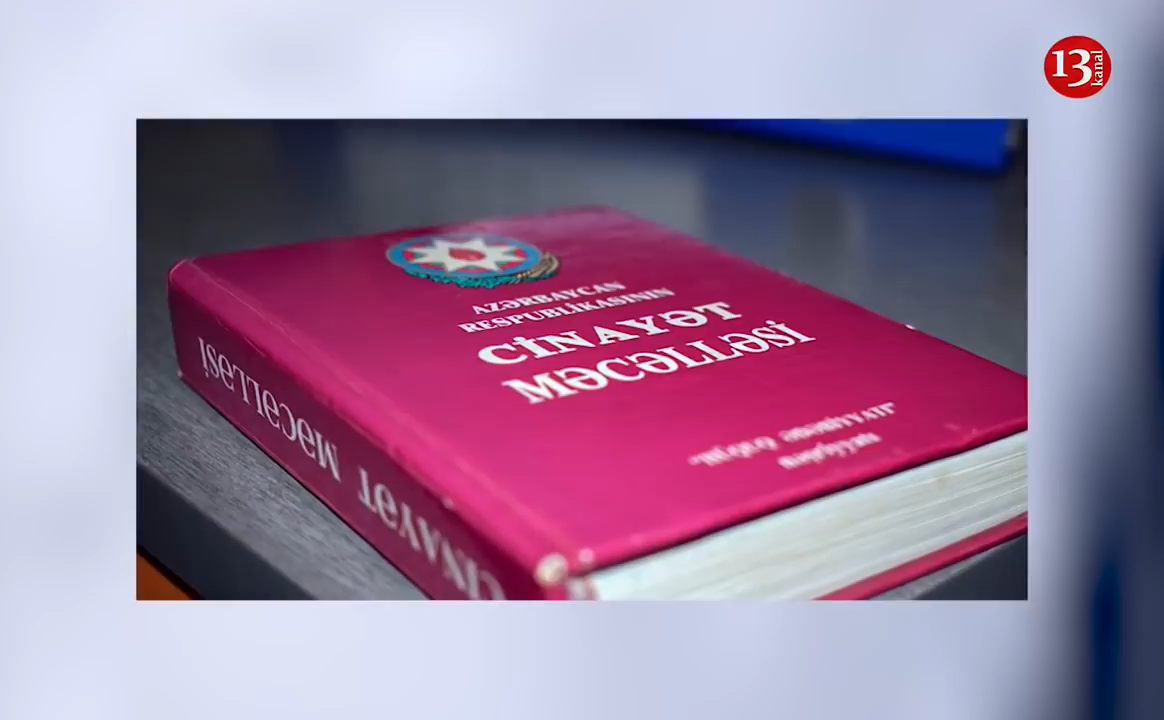 13
kanal
AZƏRBAYCAN
RESPUBLİKASININ
CİNAYƏT
MƏCƏLLƏSİ
CİNAYƏT MƏCƏLLƏSİ